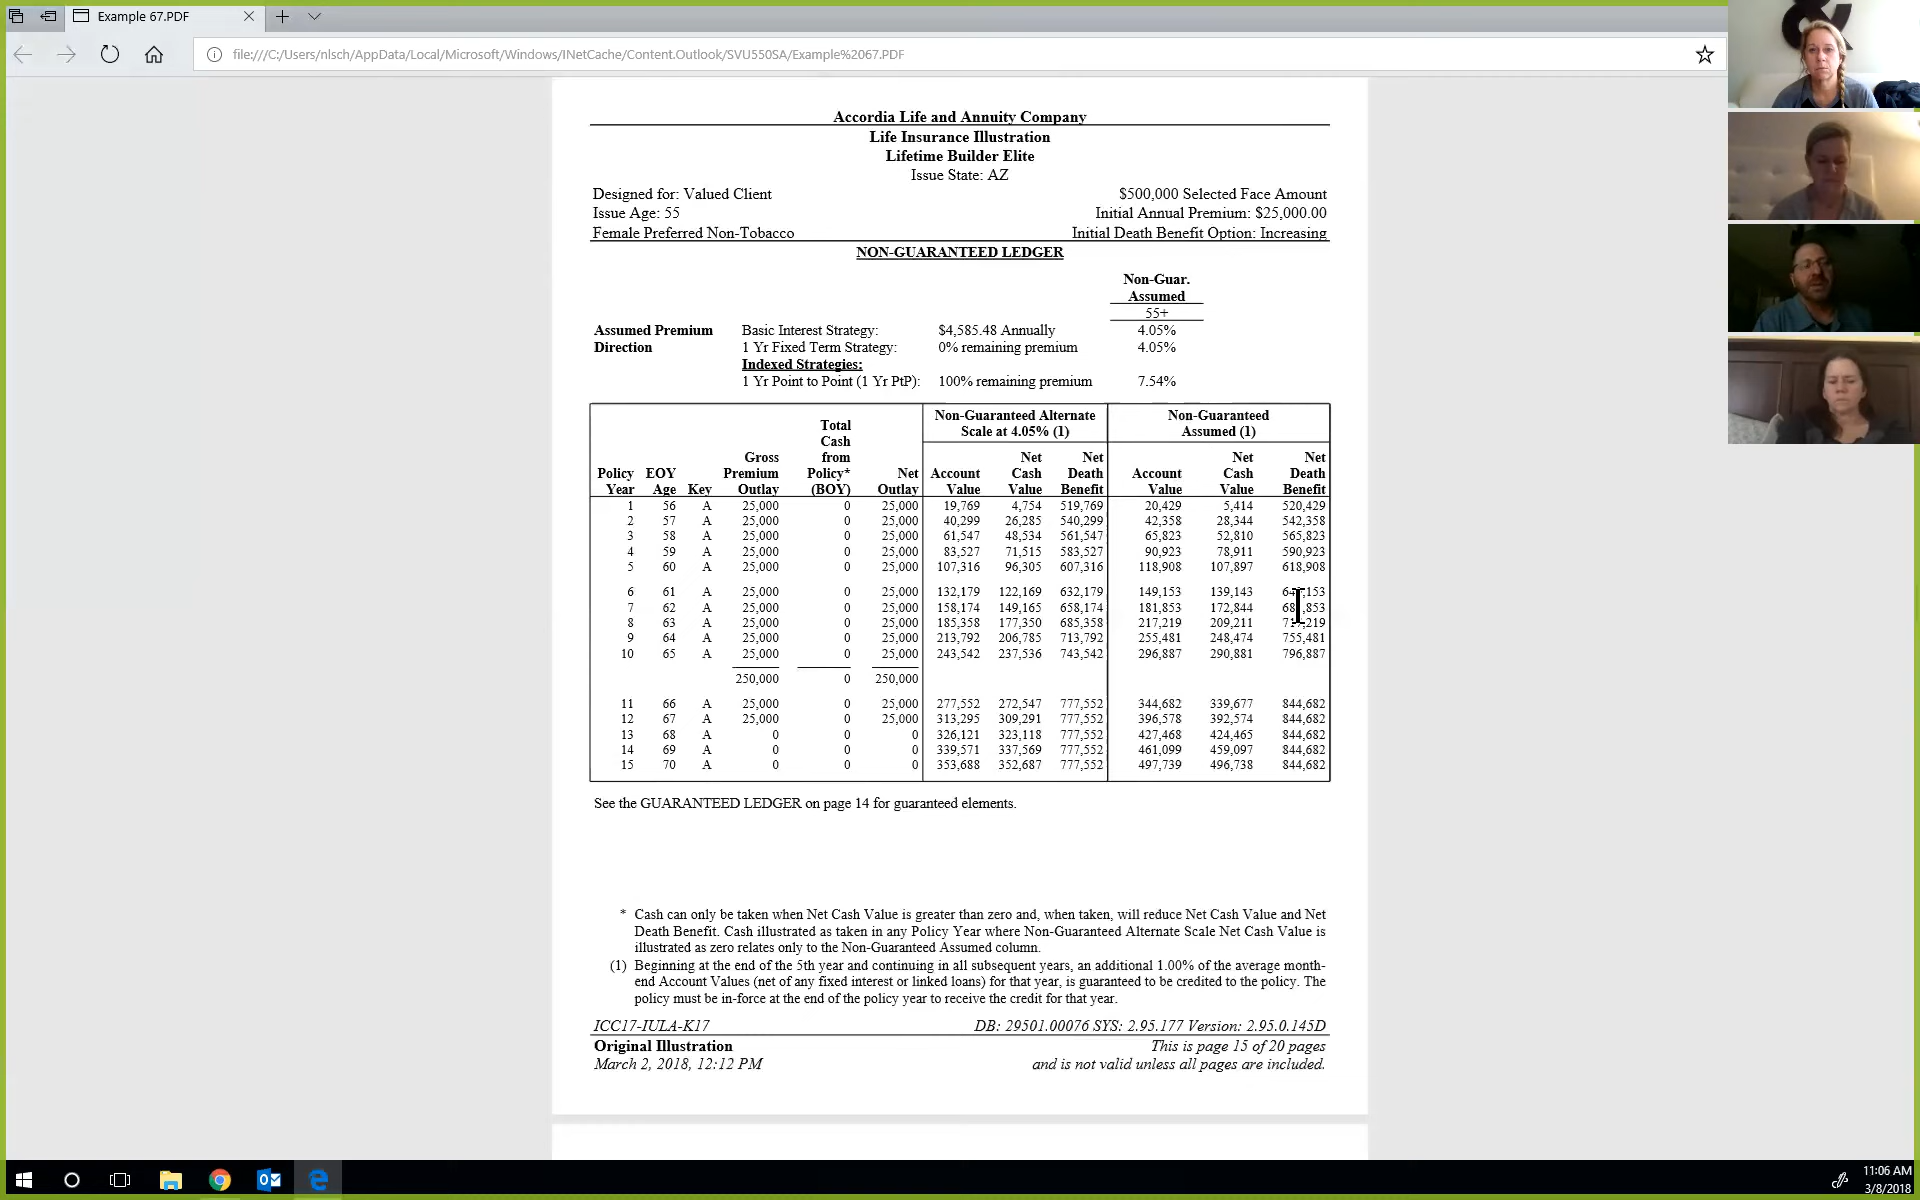 Example 67.PDF
file:///C:/Users/nlsch/AppData/Local/Microsoft/Windows/INetCache/Content.Outlook/SVU550SA/Example%2067.PDF
Accordia Life and Annuity Company
Life Insurance Illustration
Lifetime Builder Elite
Issue State: AZ
Designed for: Valued Client $500,000 Selected Face Amount
Issue Age: 55 Initial Annual Premium: $25,000.00
Female Preferred Non-Tobacco Initial Death Benefit Option: Increasing
NON-GUARANTEED LEDGER
Non-Guar.
Assumed
55+
Assumed Premium Basic Interest Strategy: $4,585.48 Annually 4.05%
Direction 1 Yr Fixed Term Strategy: 0% remaining premium 4.05%
Indexed Strategies:
1 Yr Point to Point (1 Yr PtP): 100% remaining premium 7.54%
Non-Guaranteed Alternate Non-Guaranteed
Total Scale at 4.05% (1) Assumed (1)
Cash
Gross from Net Net Net Net
Policy EOY Premium Policy* Net Account Cash Death Account Cash Death
Year Age Key Outlay (BOY) Outlay Value Value Benefit Value Value Benefit
1 56 A 25,000 0 25,000 19,769 4,754 519,769 20,429 5,414 520,429
2 57 A 25,000 0 25,000 40,299 26,285 540,299 42,358 28,344 542,358
3 58 A 25,000 0 25,000 61,547 48,534 561,547 65,823 52,810 565,823
4 59 A 25,000 0 25,000 83,527 71,515 583,527 90,923 78,911 590,923
5 60 A 25,000 0 25,000 107,316 96,305 607,316 118,908 107,897 618,908
6 61 A 25,000 0 25,000 132,179 122,169 632,179 149,153 139,143
7 62 A 25,000 0 25,000 158,174 149,165 658,174 181,853 172,844
8 63 A 25,000 0 25,000 185,358 177,350 685,358 217,219 209,211
9 64 A 25,000 0 25,000 213,792 206,785 713,792 255,481 248,474 755,481
10 65 A 25,000 0 25,000 243,542 237,536 743,542 296,887 290,881 796,887
250,000 0 250,000
11 66 A 25,000 0 25,000 277,552 272,547 777,552 344,682 339,677 844,682
12 67 A 25,000 0 25,000 313,295 309,291 777,552 396,578 392,574 844,682
13 68 A 0 0 0 326,121 323,118 777,552 427,468 424,465 844,682
14 69 A 0 0 0 339,571 337,569 777,552 461,099 459,097 844,682
15 70 A 0 0 0 353,688 352,687 777,552 497,739 496,738 844,682
See the GUARANTEED LEDGER on page 14 for guaranteed elements.
* Cash can only be taken when Net Cash Value is greater than zero and, when taken, will reduce Net Cash Value and Net
Death Benefit. Cash illustrated as taken in any Policy Year where Non-Guaranteed Alternate Scale Net Cash Value is
illustrated as zero relates only to the Non-Guaranteed Assumed column.
(1) Beginning at the end of the 5th year and continuing in all subsequent years, an additional 1.00% of the average month-
end Account Values (net of any fixed interest or linked loans) for that year, is guaranteed to be credited to the policy. The
policy must be in-force at the end of the policy year to receive the credit for that year.
ICC17-IULA-K17 DB: 29501.00076 SYS: 2.95.177 Version: 2.95.0.145D
Original Illustration This is page 15 of 20 pages
March 2, 2018, 12:12 PM and is not valid unless all pages are included.
11:06 AM
3/8/2018